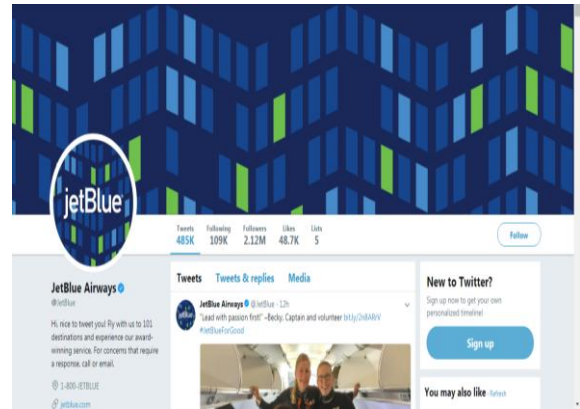 jetBlue
Tweets Following Followers Likes Lists
485K 109K 2.12M 48.7K 5
Follow
JetBlue Airways
@JetBlue
Hi, nice to tweet you! Fly with us to 101
destinations and experience our award-
winning service. For concerns that require
a response, call or email.
1-800-JETBLUE
jetblue.com
Tweets Tweets & replies Media
JetBlue Airways @JetBlue · 12h
"Lead with passion first!" –Becky, Captain and volunteer
#JetBlueForGood
New to Twitter?
Sign up now to get your own
personalized timeline!
Sign up
You may also like · Refresh